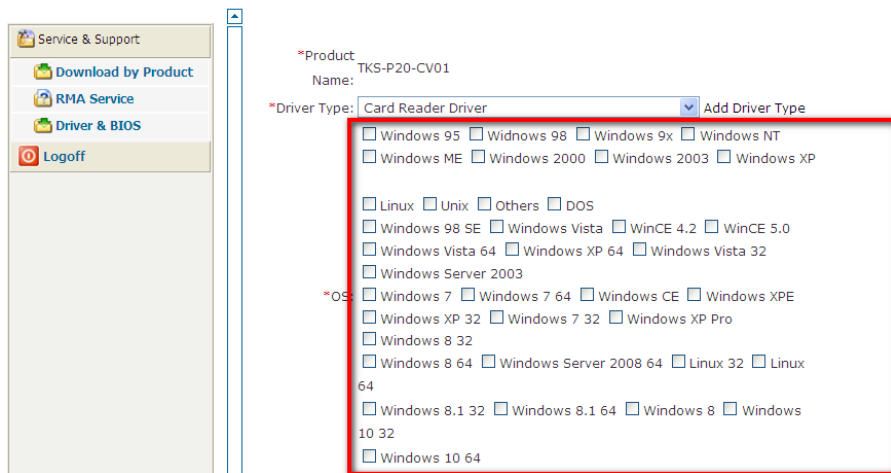 Service & Support
Download by Product
RMA Service
Driver & BIOS
Logoff
*Product
Name: TKS-P20-CV01
*Driver Type: Card Reader Driver Add Driver Type
Windows 95 Widnows 98 Windows 9x Windows NT
Windows ME Windows 2000 Windows 2003 Windows XP
Linux Unix Others DOS
Windows 98 SE Windows Vista WinCE 4.2 WinCE 5.0
Windows Vista 64 Windows XP 64 Windows Vista 32
Windows Server 2003
*OS: Windows 7 Windows 7 64 Windows CE Windows XPE
Windows XP 32 Windows 7 32 Windows XP Pro
Windows 8 32
Windows 8 64 Windows Server 2008 64 Linux 32 Linux
64
Windows 8.1 32 Windows 8.1 64 Windows 8 Windows
10 32
Windows 10 64